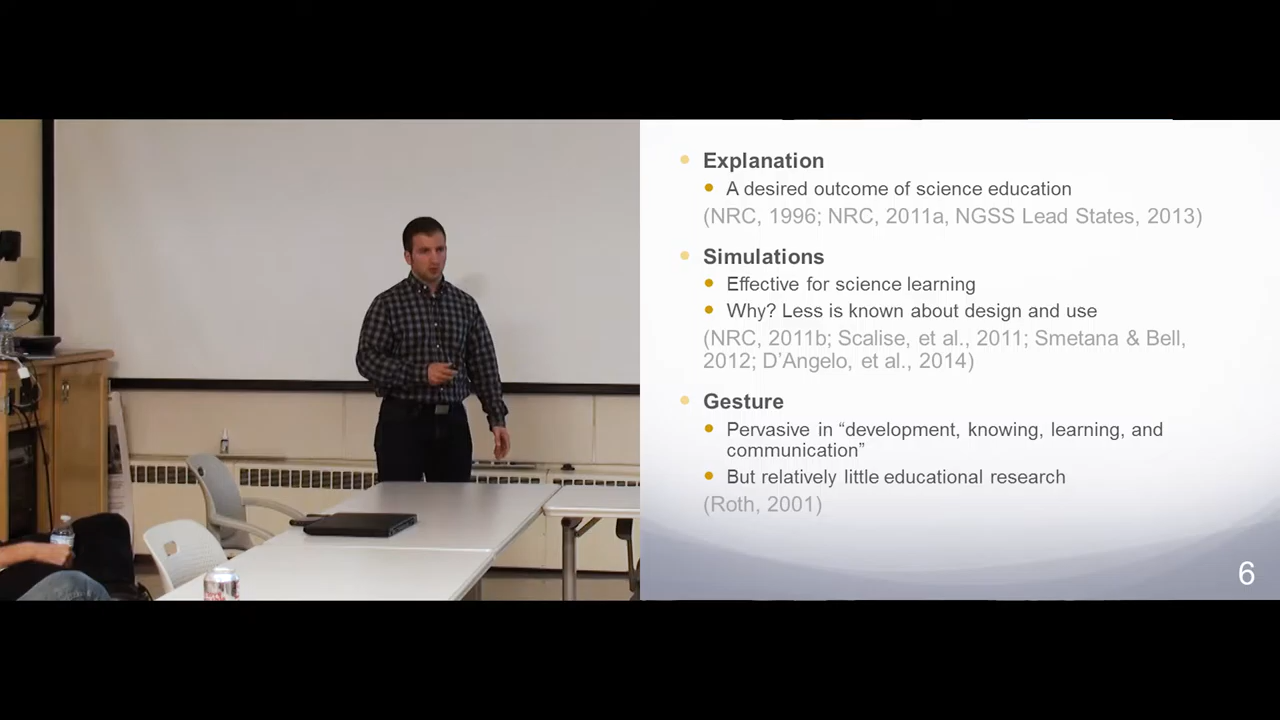 Explanation
A desired outcome of science education
(NRC, 1996; NRC, 2011a, NGSS Lead States, 2013)
Simulations
Effective for science learning
Why? Less is known about design and use
(NRC, 2011b; Scalise, et al., 2011; Smetana & Bell,
2012; D’Angelo, et al., 2014)
Gesture
Pervasive in “development, knowing, learning, and
communication”
But relatively little educational research
(Roth, 2001)
6